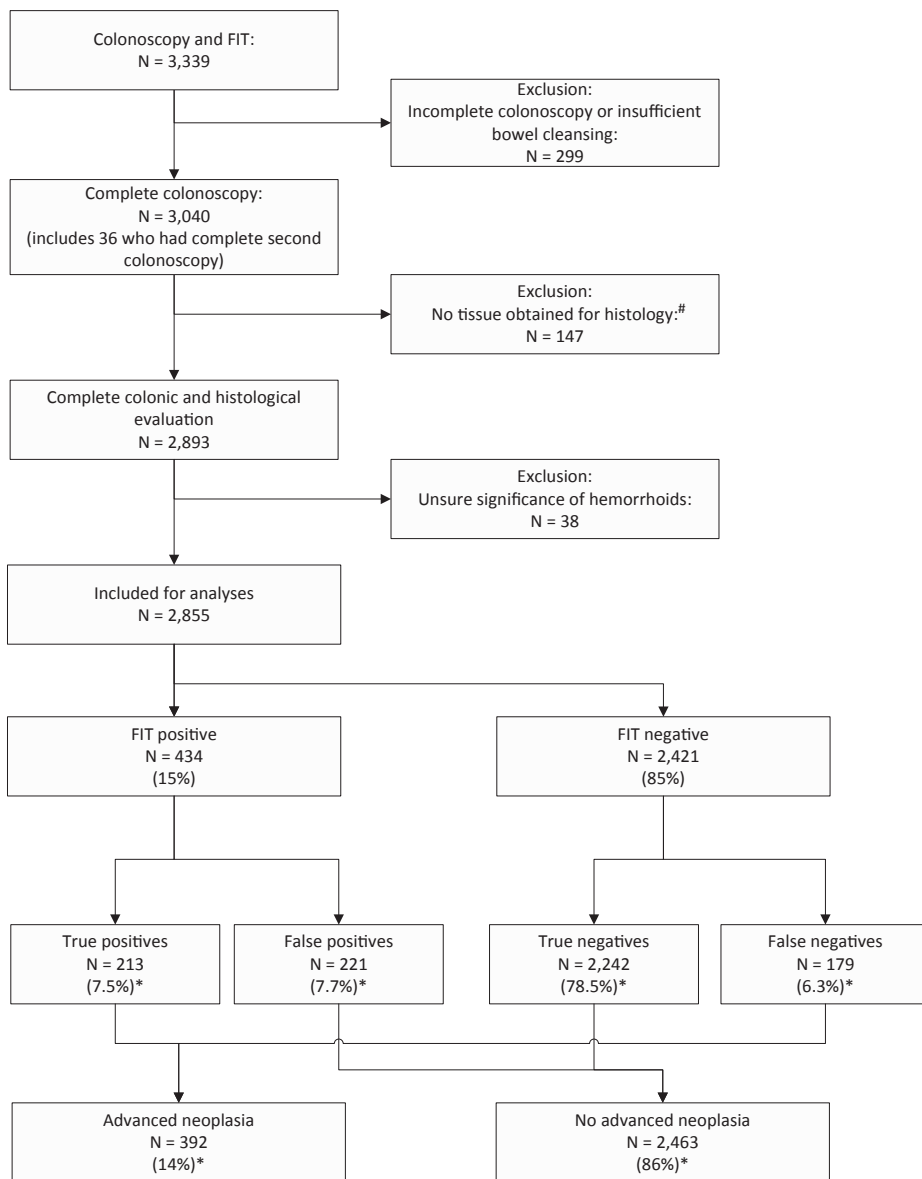 Colonoscopy and FIT:
N = 3,339
Exclusion:
Incomplete colonoscopy or insufficient
bowel cleansing:
N = 299
Complete colonoscopy:
N = 3,040
(includes 36 who had complete second
colonoscopy)
Exclusion:
No tissue obtained for histology:#
N = 147
Complete colonic and histological
evaluation
N = 2,893
Exclusion:
Unsure significance of hemorrhoids:
N = 38
Included for analyses
N = 2,855
FIT positive
N = 434
(15%)
FIT negative
N = 2,421
(85%)
True positives
N = 213
(7.5%)*
False positives
N = 221
(7.7%)*
True negatives
N = 2,242
(78.5%)*
False negatives
N = 179
(6.3%)*
Advanced neoplasia
N = 392
(14%)*
No advanced neoplasia
N = 2,463
(86%)*